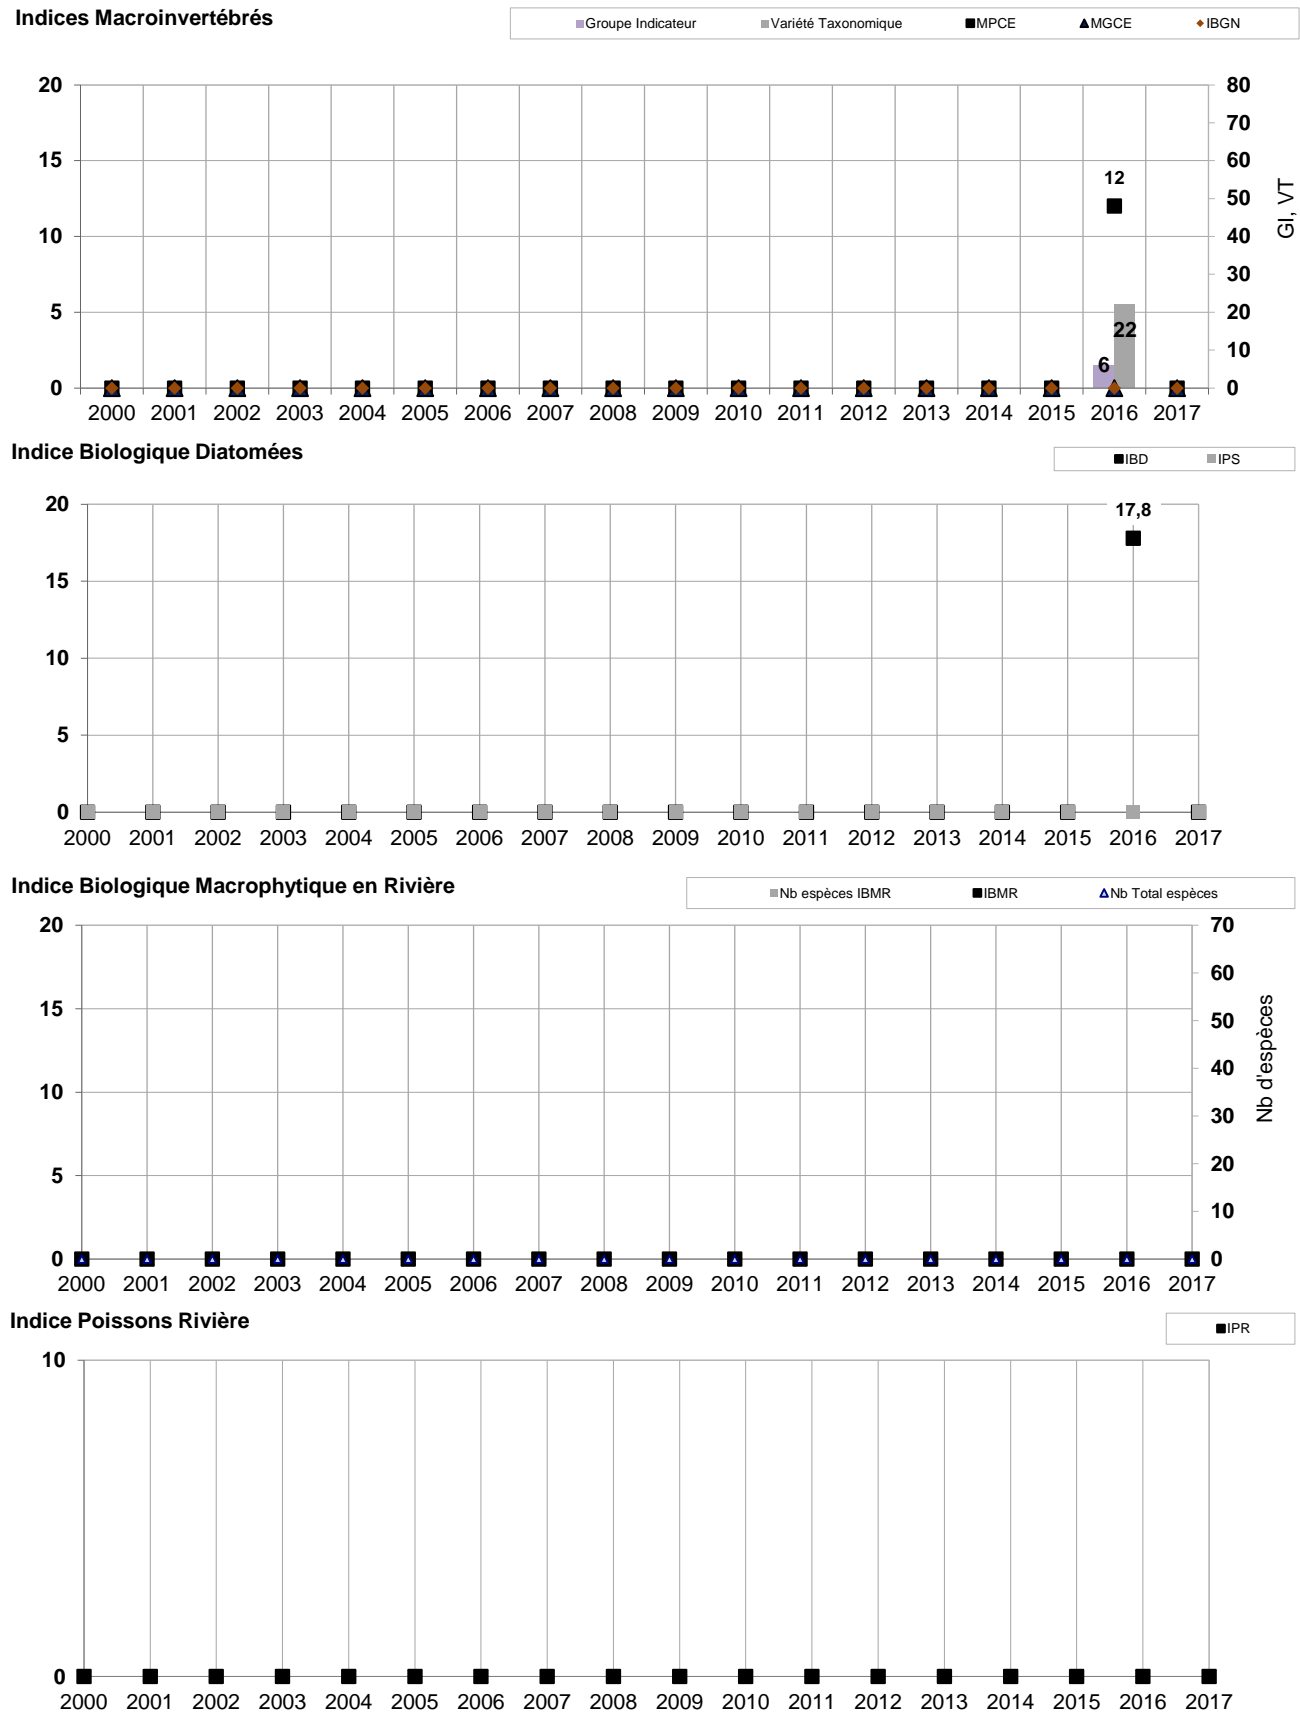 Indices Macroinvertébrés
Groupe Indicateur Variété Taxonomique MPCE MGCE IBGN
20 80
70
15 60
12
50
10 40
30
5 20
22
10
6
0 0
2000 2001 2002 2003 2004 2005 2006 2007 2008 2009 2010 2011 2012 2013 2014 2015 2016 2017
GI, VT
Indice Biologique Diatomées
IBD IPS
20
17,8
15
10
5
0
2000 2001 2002 2003 2004 2005 2006 2007 2008 2009 2010 2011 2012 2013 2014 2015 2016 2017
Indice Biologique Macrophytique en Rivière
Nb espèces IBMR IBMR Nb Total espèces
20 70
60
15
50
10 40
30
5
20
10
0 0
2000 2001 2002 2003 2004 2005 2006 2007 2008 2009 2010 2011 2012 2013 2014 2015 2016 2017
Nb d'espèces
Indice Poissons Rivière
IPR
10
0
2000 2001 2002 2003 2004 2005 2006 2007 2008 2009 2010 2011 2012 2013 2014 2015 2016 2017